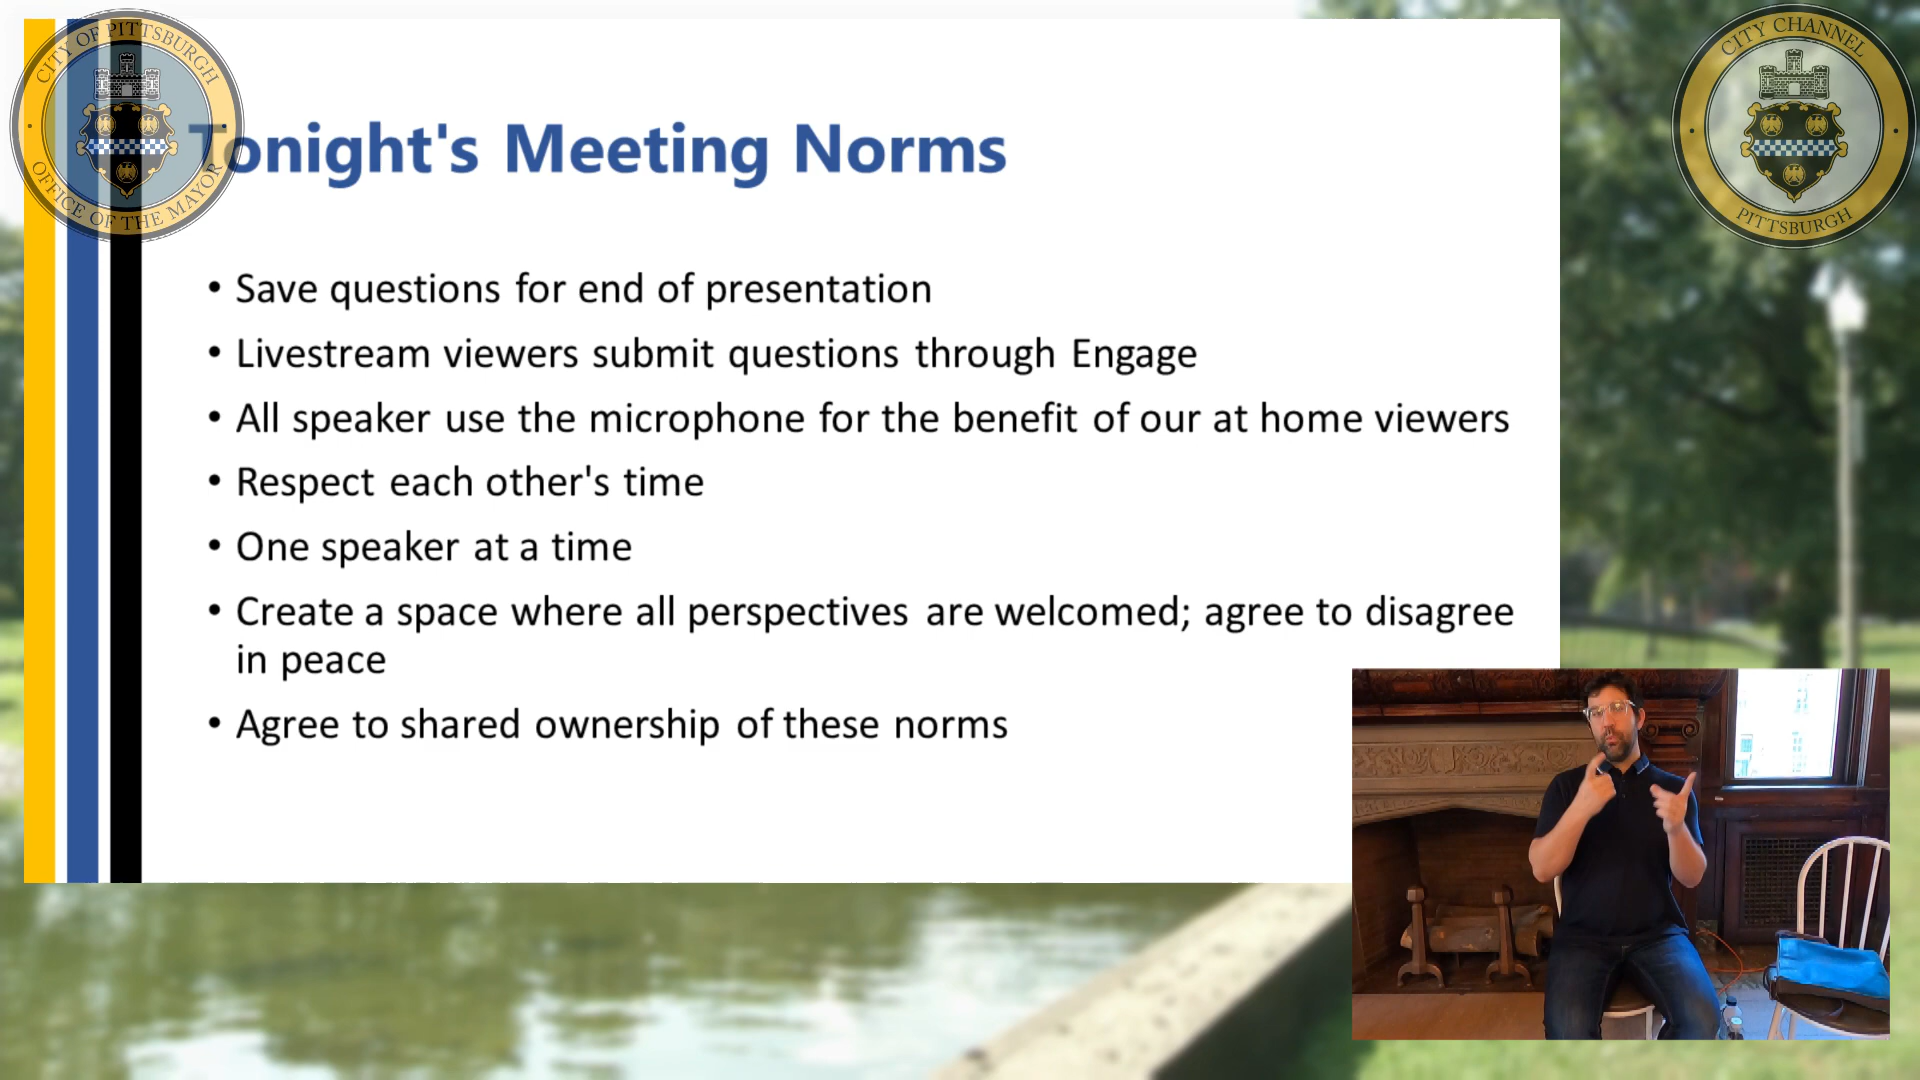 CITY OF PITTSBURGH
OFFICE OF THE MAYOR
CITY CHANNEL
PITTSBURGH
Tonight's Meeting Norms
• Save questions for end of presentation
• Livestream viewers submit questions through Engage
• All speaker use the microphone for the benefit of our at home viewers
• Respect each other's time
• One speaker at a time
• Create a space where all perspectives are welcomed; agree to disagree
in peace
• Agree to shared ownership of these norms